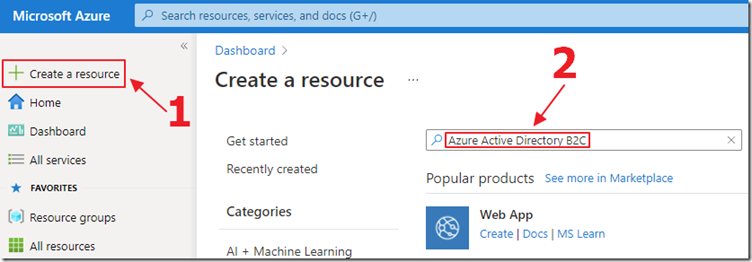 Microsoft Azure
Search resources, services, and docs (G+/)
«
+ Create a resource
Home
Dashboard
All services
FAVORITES
Resource groups
All resources
1
Dashboard >
Create a resource ...
2
Get started
Recently created
Categories
AI + Machine Learning
Azure Active Directory B2C
Popular products See more in Marketplace
Web App
Create | Docs | MS Learn